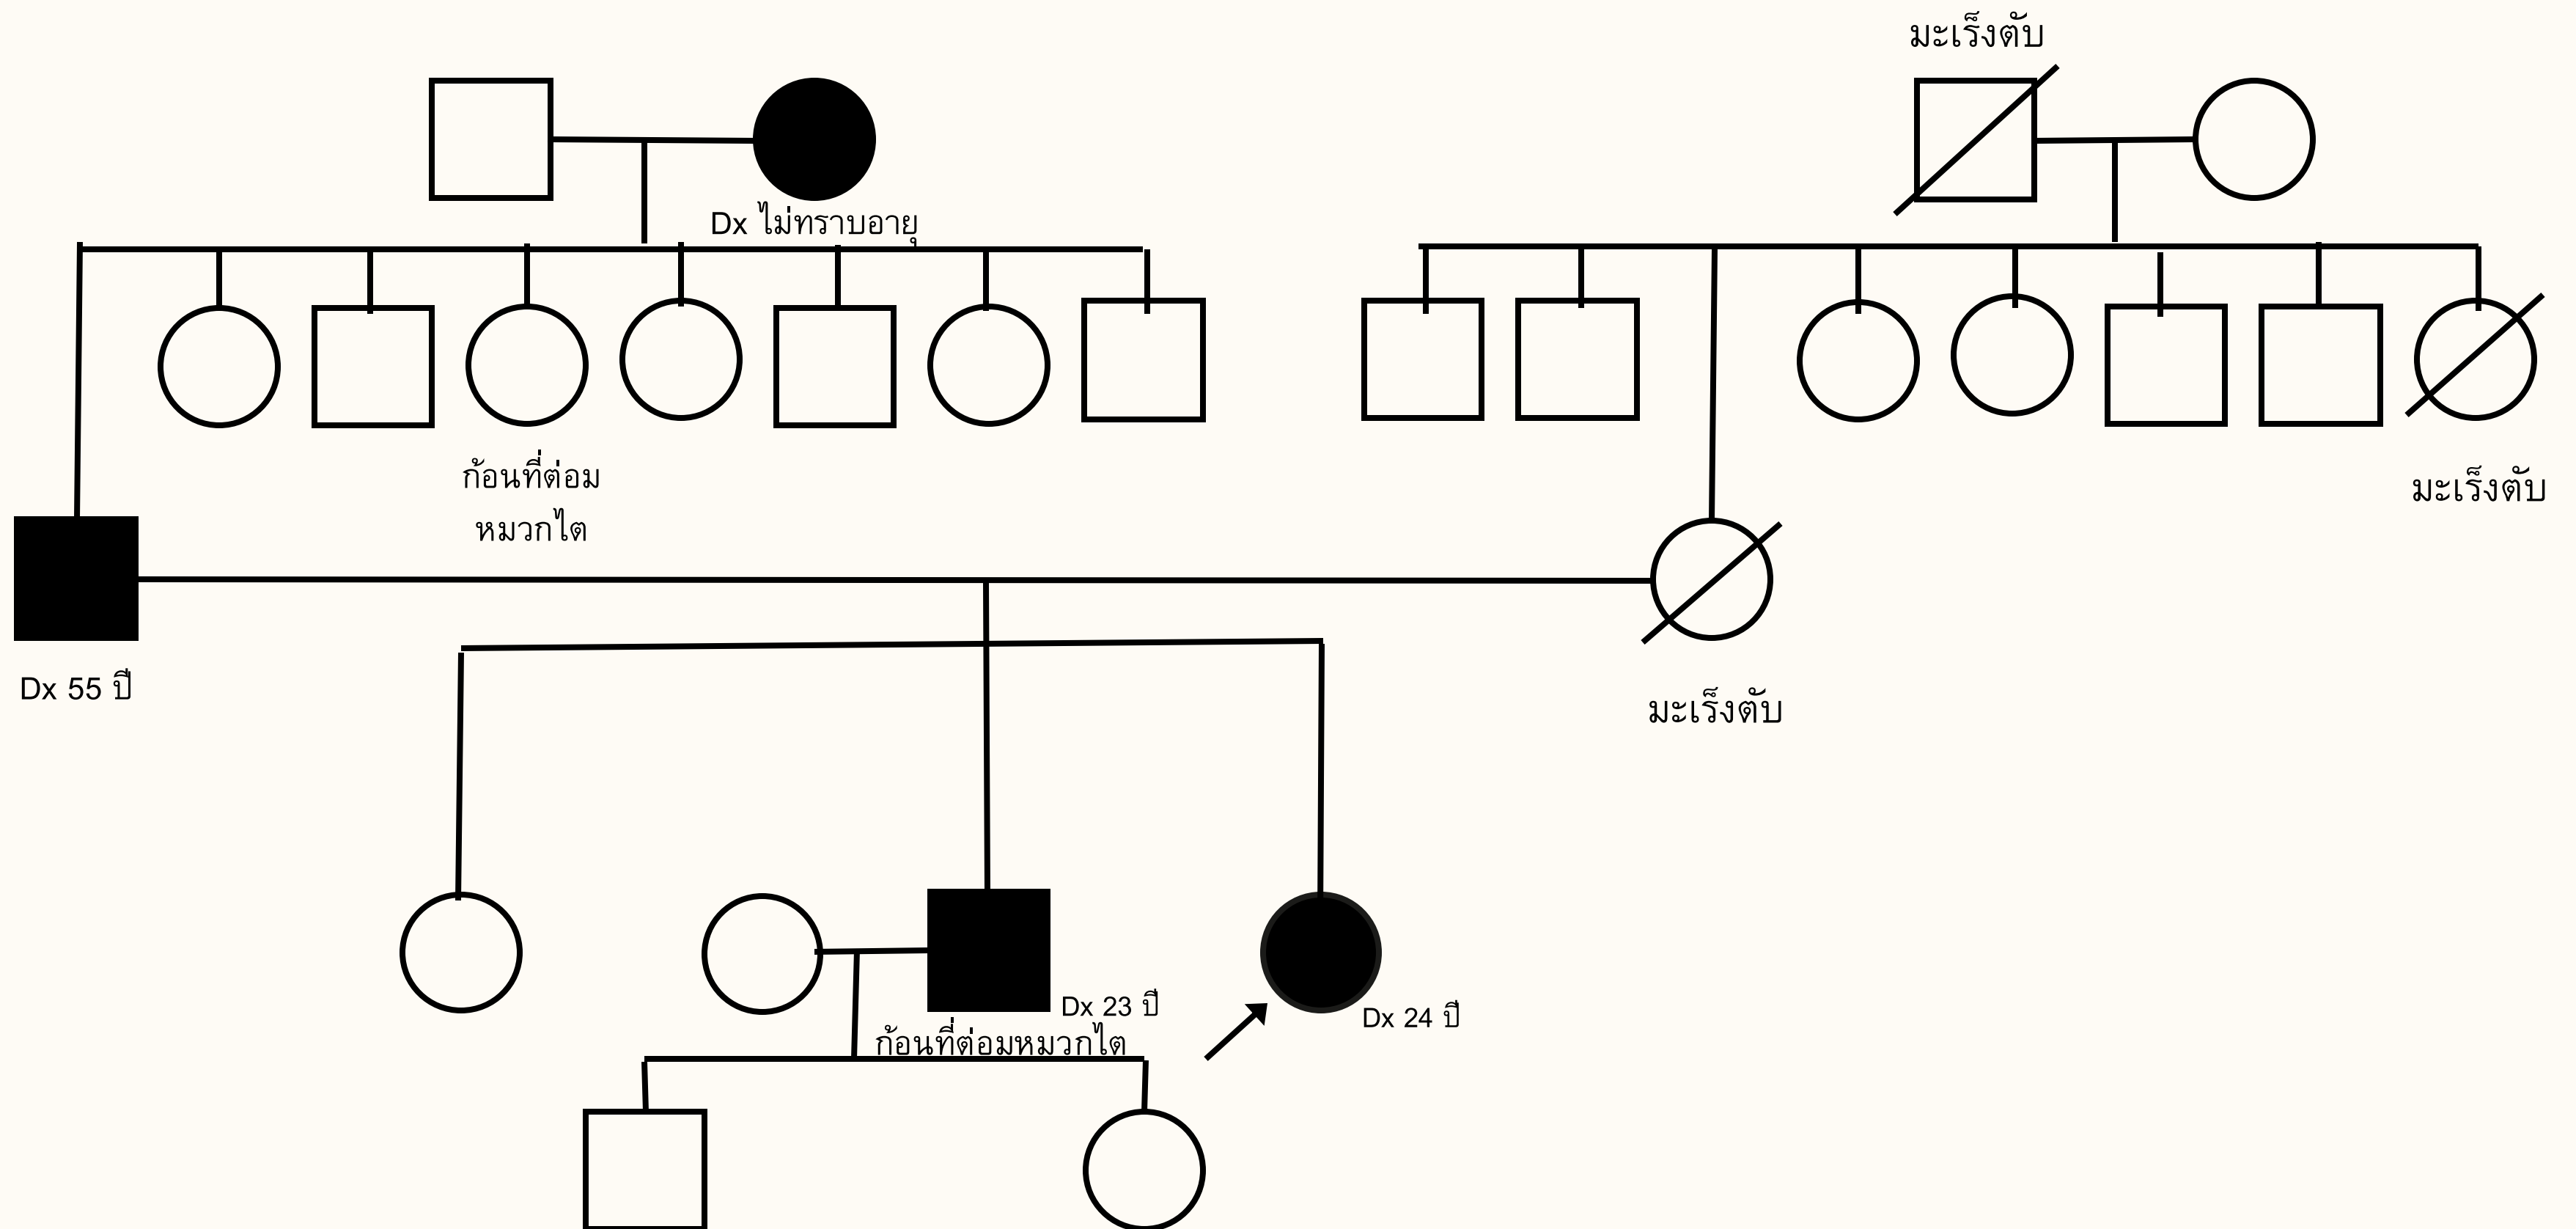 มะเร็งตับ
Dx ไม่ทราบอายุ
ก้อนที่ต่อม
หมวกไต
มะเร็งตับ
Dx 55 ปี
มะเร็งตับ
Dx 23 ปี
ก้อนที่ต่อมหมวกไต
Dx 24 ปี